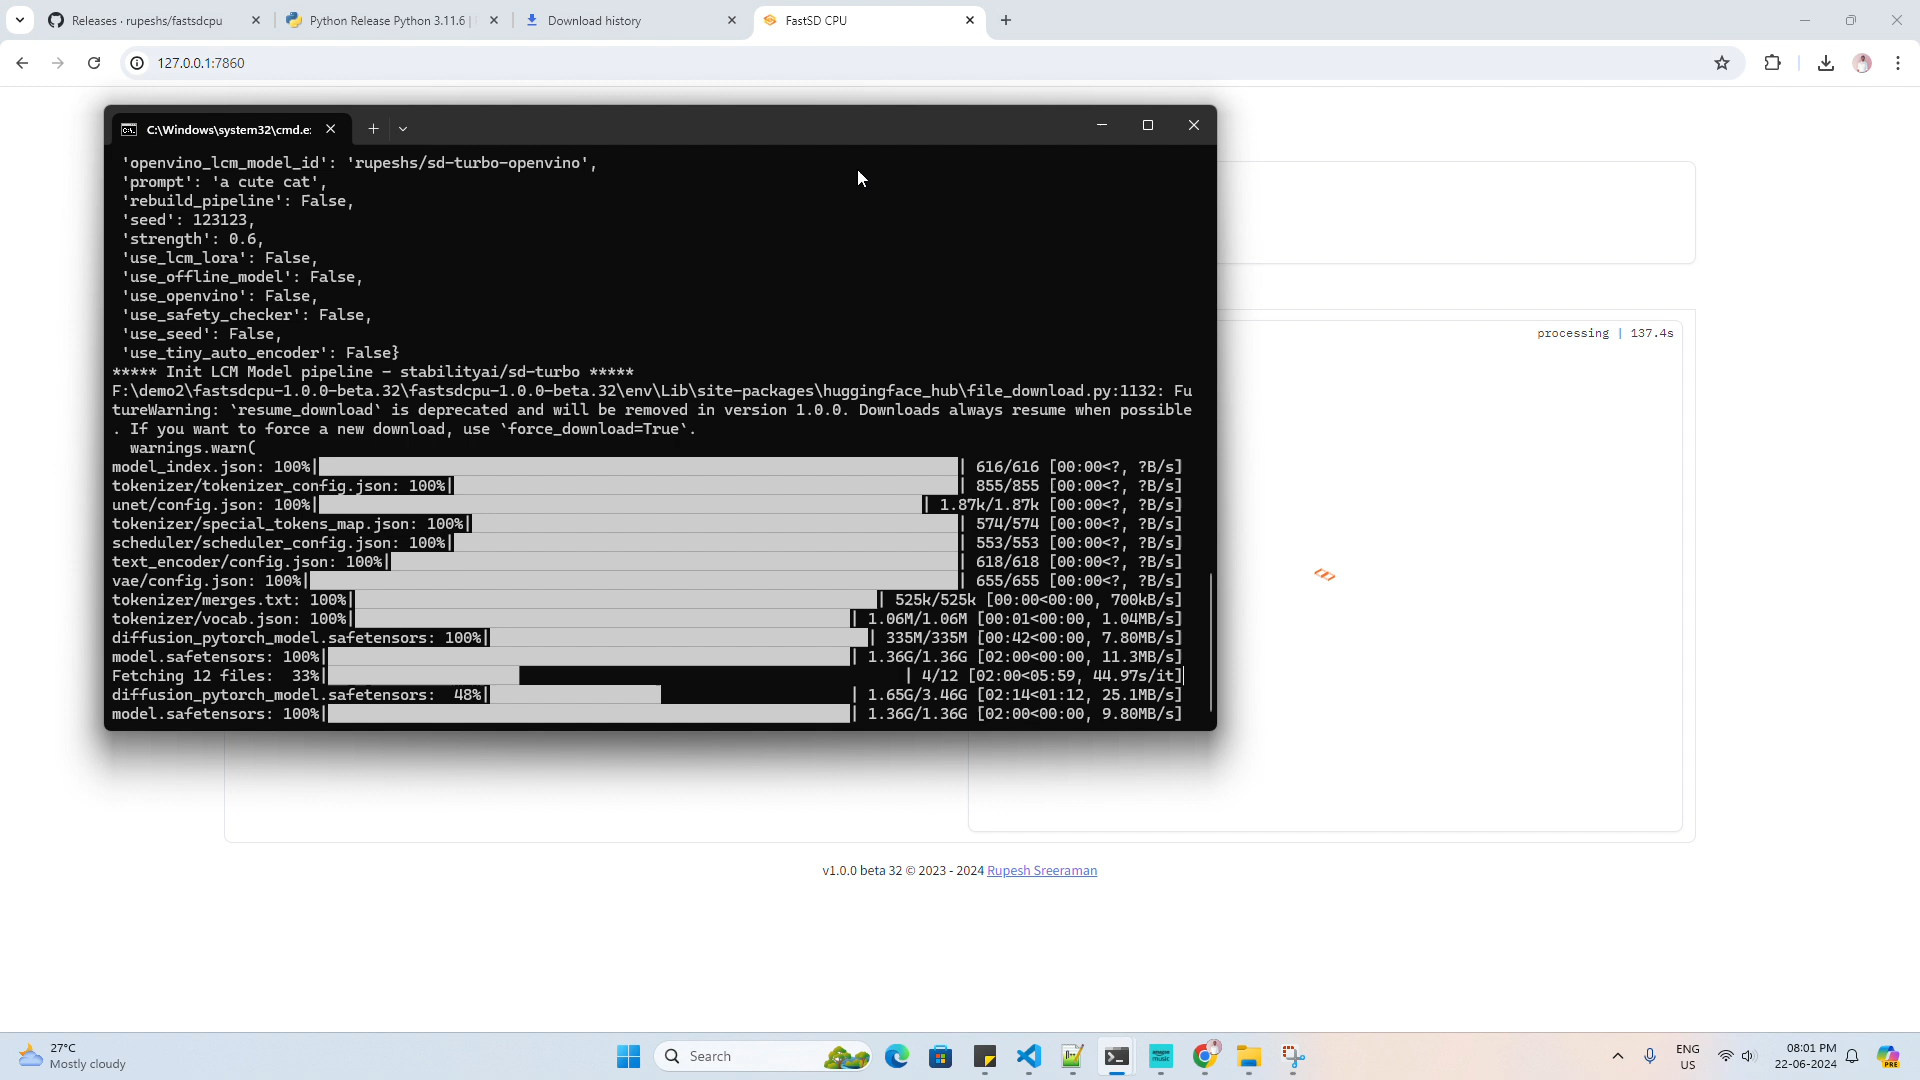 Releases · rupeshs/fastsdcpu
Python Release Python 3.11.6 |
Download history
FastSD CPU
127.0.0.1:7860
C:\Windows\system32\cmd.e
'openvino_lcm_model_id': 'rupeshs/sd-turbo-openvino',
'prompt': 'a cute cat',
'rebuild_pipeline': False,
'seed': 123123,
'strength': 0.6,
'use_lcm_lora': False,
'use_offline_model': False,
'use_openvino': False,
'use_safety_checker': False,
'use_seed': False,
'use_tiny_auto_encoder': False}
***** Init LCM Model pipeline - stabilityai/sd-turbo *****
F:\demo2\fastsdcpu-1.0.0-beta.32\fastsdcpu-1.0.0-beta.32\env\Lib\site-packages\huggingface_hub\file_download.py:1132: Fu
tureWarning: `resume_download` is deprecated and will be removed in version 1.0.0. Downloads always resume when possible
. If you want to force a new download, use `force_download=True`.
warnings.warn(
model_index.json: 100%| | 616/616 [00:00<?, ?B/s]
tokenizer/tokenizer_config.json: 100%| | 855/855 [00:00<?, ?B/s]
unet/config.json: 100%| | 1.87k/1.87k [00:00<?, ?B/s]
tokenizer/special_tokens_map.json: 100%| | 574/574 [00:00<?, ?B/s]
scheduler/scheduler_config.json: 100%| | 553/553 [00:00<?, ?B/s]
text_encoder/config.json: 100%| | 618/618 [00:00<?, ?B/s]
vae/config.json: 100%| | 655/655 [00:00<?, ?B/s]
tokenizer/merges.txt: 100%| | 525k/525k [00:00<00:00, 700kB/s]
tokenizer/vocab.json: 100%| | 1.06M/1.06M [00:01<00:00, 1.04MB/s]
diffusion_pytorch_model.safetensors: 100%| | 335M/335M [00:42<00:00, 7.80MB/s]
model.safetensors: 100%| | 1.36G/1.36G [02:00<00:00, 11.3MB/s]
Fetching 12 files: 33%| | 4/12 [02:00<05:59, 44.97s/it]
diffusion_pytorch_model.safetensors: 48%| | 1.65G/3.46G [02:14<01:12, 25.1MB/s]
model.safetensors: 100%| | 1.36G/1.36G [02:00<00:00, 9.80MB/s]
processing | 137.4s
v1.0.0 beta 32 © 2023 - 2024 Rupesh Sreeraman
27°C
Mostly cloudy
Search
amazon
music
PRE
ENG
US
08:01 PM
22-06-2024